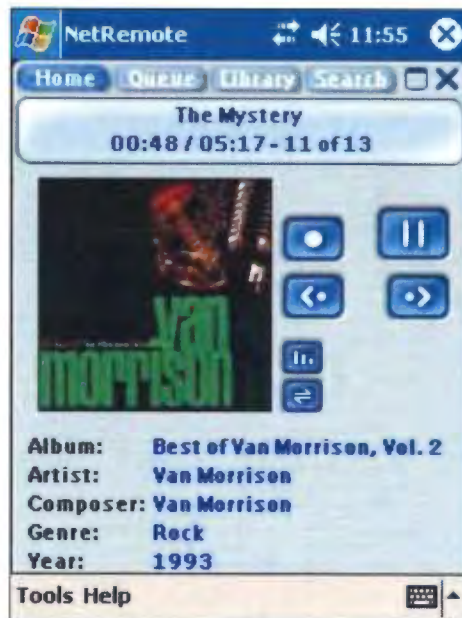 NetRemote 11:55
Home Queue Library Search
The Mystery
00:48 / 05:17 - 11 of 13
van
morrison
Album: Best of Van Morrison, Vol. 2
Artist: Van Morrison
Composer: Van Morrison
Genre: Rock
Year: 1993
Tools Help